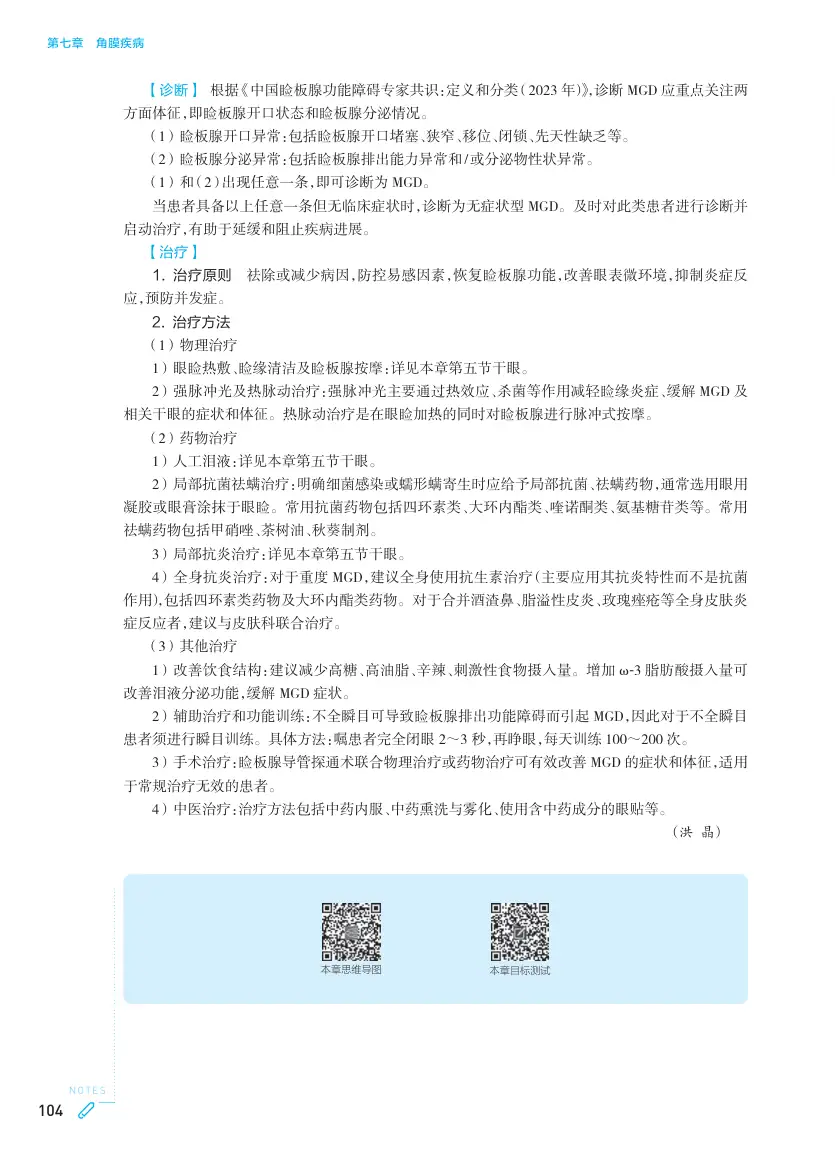 第七章　角膜疾病
【诊断】 根据《中国睑板腺功能障碍专家共识：定义和分类（2023 年）》，诊断 MGD 应重点关注两
方面体征，即睑板腺开口状态和睑板腺分泌情况。
（1）睑板腺开口异常：包括睑板腺开口堵塞、狭窄、移位、闭锁、先天性缺乏等。
（2）睑板腺分泌异常：包括睑板腺排出能力异常和/或分泌物性状异常。
（1）和（2）出现任意一条，即可诊断为 MGD。
当患者具备以上任意一条但无临床症状时，诊断为无症状型 MGD。及时对此类患者进行诊断并
启动治疗，有助于延缓和阻止疾病进展。
【治疗】
1. 治疗原则　祛除或减少病因，防控易感因素，恢复睑板腺功能，改善眼表微环境，抑制炎症反
应，预防并发症。
2. 治疗方法
（1）物理治疗
1）眼睑热敷、睑缘清洁及睑板腺按摩：详见本章第五节干眼。
2）强脉冲光及热脉动治疗：强脉冲光主要通过热效应、杀菌等作用减轻睑缘炎症、缓解 MGD 及
相关干眼的症状和体征。热脉动治疗是在眼睑加热的同时对睑板腺进行脉冲式按摩。
（2）药物治疗
1）人工泪液：详见本章第五节干眼。
2）局部抗菌祛螨治疗：明确细菌感染或蠕形螨寄生时应给予局部抗菌、祛螨药物，通常选用眼用
凝胶或眼膏涂抹于眼睑。常用抗菌药物包括四环素类、大环内酯类、喹诺酮类、氨基糖苷类等。常用
祛螨药物包括甲硝唑、茶树油、秋葵制剂。
3）局部抗炎治疗：详见本章第五节干眼。
4）全身抗炎治疗：对于重度 MGD，建议全身使用抗生素治疗（主要应用其抗炎特性而不是抗菌
作用），包括四环素类药物及大环内酯类药物。对于合并酒渣鼻、脂溢性皮炎、玫瑰痤疮等全身皮肤炎
症反应者，建议与皮肤科联合治疗。
（3）其他治疗
1）改善饮食结构：建议减少高糖、高油脂、辛辣、刺激性食物摄入量。增加 ω-3 脂肪酸摄入量可
改善泪液分泌功能，缓解 MGD 症状。
2）辅助治疗和功能训练：不全瞬目可导致睑板腺排出功能障碍而引起 MGD，因此对于不全瞬目
患者须进行瞬目训练。具体方法：嘱患者完全闭眼 2～3 秒，再睁眼，每天训练 100～200 次。
3）手术治疗：睑板腺导管探通术联合物理治疗或药物治疗可有效改善 MGD 的症状和体征，适用
于常规治疗无效的患者。
4）中医治疗：治疗方法包括中药内服、中药熏洗与雾化、使用含中药成分的眼贴等。
（洪　晶）
本章思维导图
本章目标测试
NOTES
104